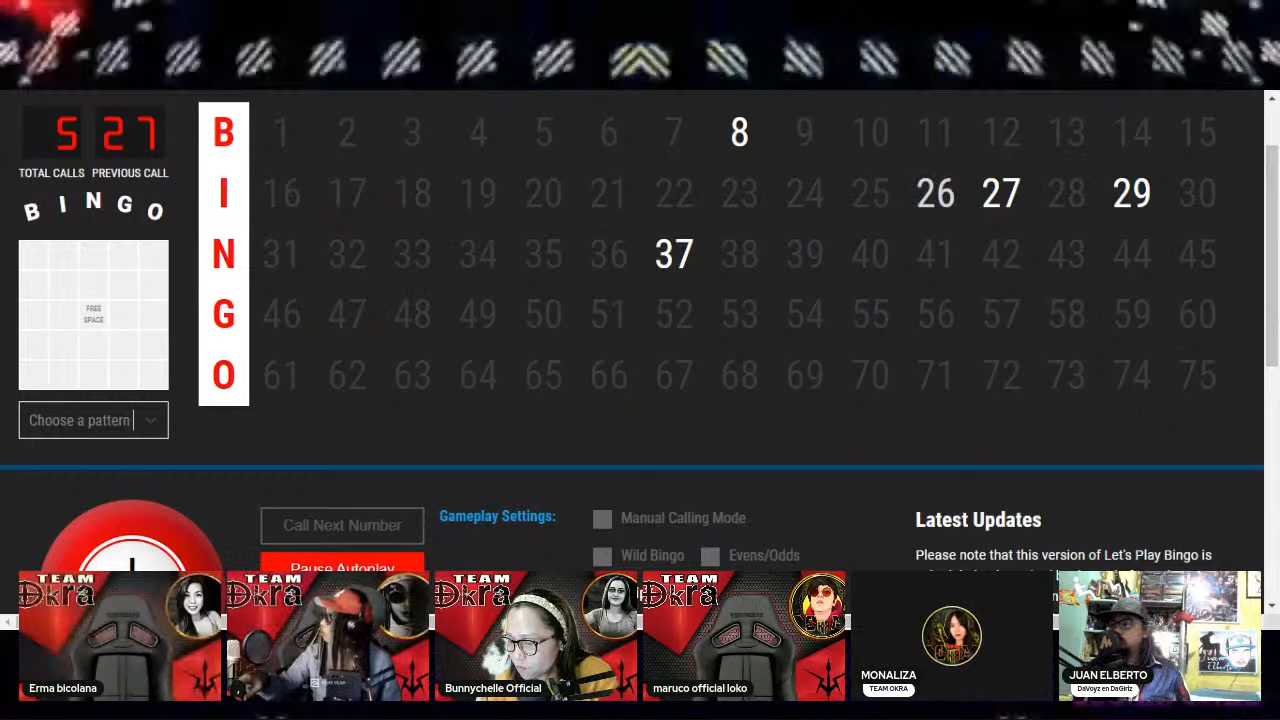 5 27
TOTAL CALLS PREVIOUS CALL
B I N G O
FREE
SPACE
Choose a pattern
B 1 2 3 4 5 6 7 8 9 10 11 12 13 14 15
I 16 17 18 19 20 21 22 23 24 25 26 27 28 29 30
N 31 32 33 34 35 36 37 38 39 40 41 42 43 44 45
G 46 47 48 49 50 51 52 53 54 55 56 57 58 59 60
O 61 62 63 64 65 66 67 68 69 70 71 72 73 74 75
Call Next Number
Pause Autoplay
Gameplay Settings:
Manual Calling Mode
Wild Bingo Evens/Odds
Latest Updates
Please note that this version of Let's Play Bingo is
TEAM
Okra
Erma bicolana
TEAM
Okra
TEAM
Okra
Bunnychelle Official
TEAM
Okra
maruco official loko
MONALIZA
TEAM OKRA
JUAN ELBERTO
DaVoyz en DaGirlz